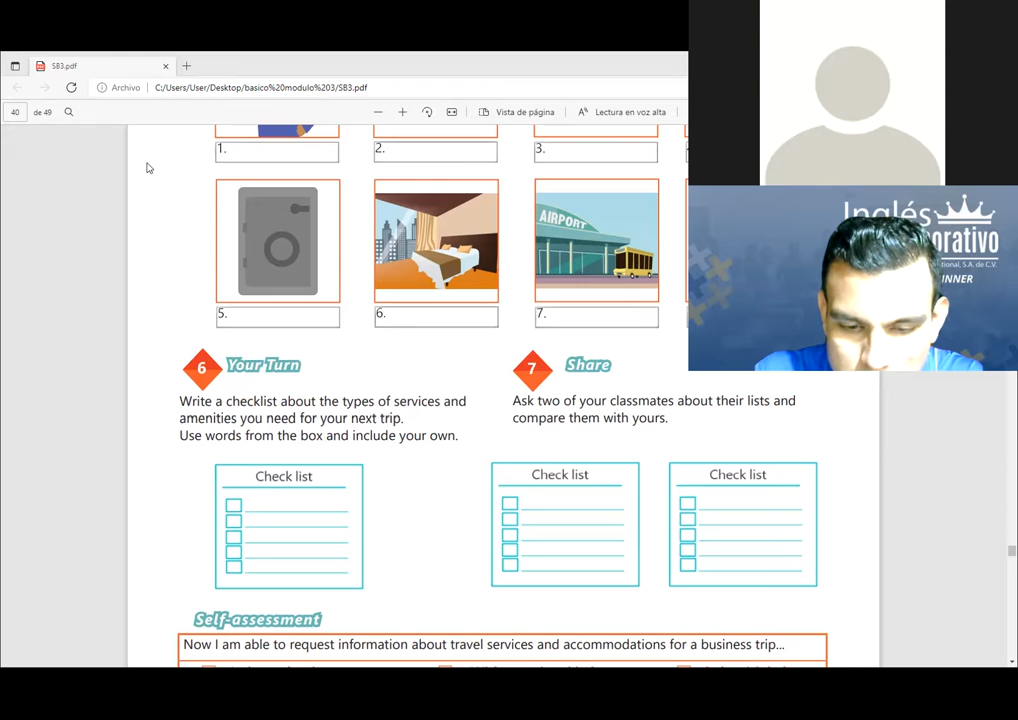 SB3.pdf
Archivo
C:/Users/User/Desktop/basico%20modulo%203/SB3.pdf
40
de 49
Vista de página
Lectura en voz alta
1.
2.
3.
AIRPORT
5.
6.
7.
6 Your Turn
Write a checklist about the types of services and
amenities you need for your next trip.
Use words from the box and include your own.
Check list
7 Share
Ask two of your classmates about their lists and
compare them with yours.
Check list
Check list
Self-assessment
Now I am able to request information about travel services and accommodations for a business trip...
Inglés
orativo
tional, S.A. de C.V.
INNER